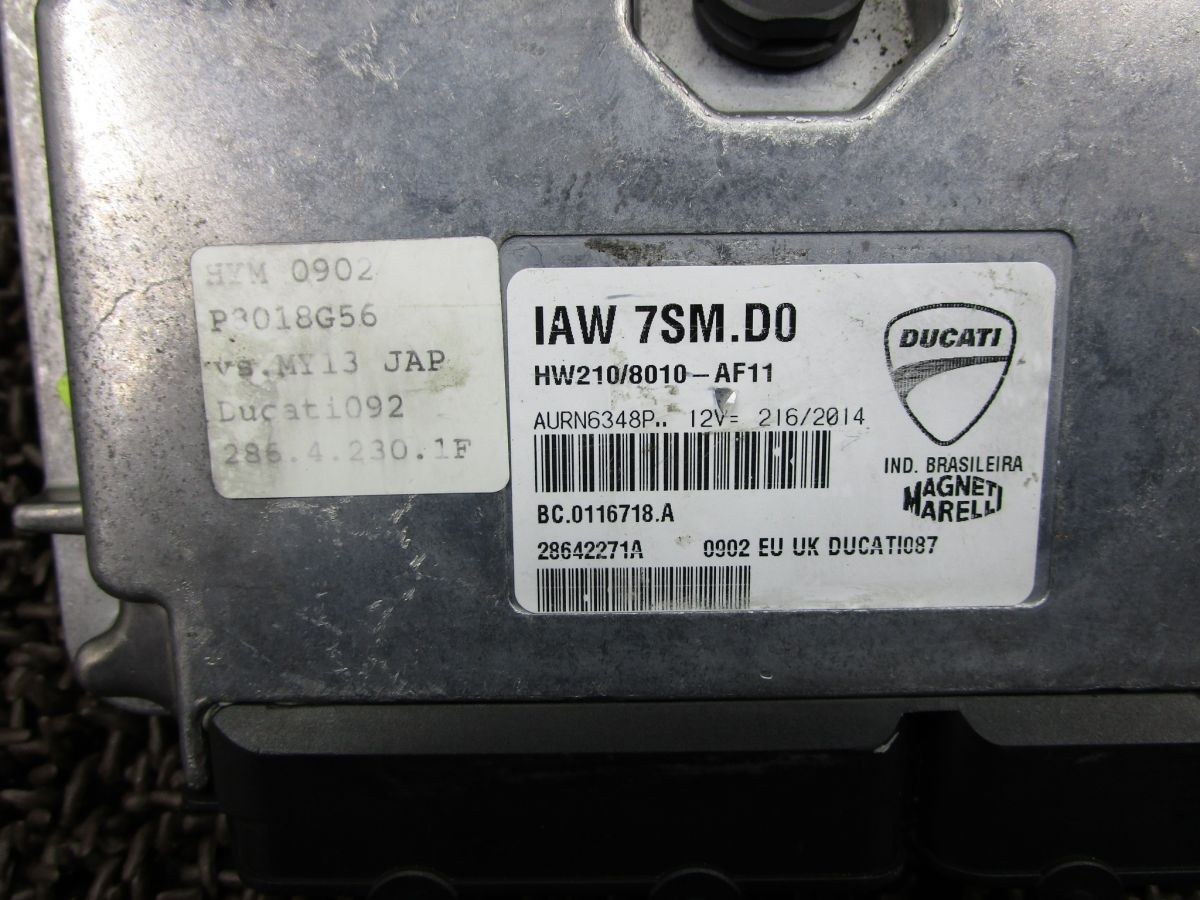 HYM 0902
P3018G56
vs.MY13 JAP
Ducati092
286.4.230.1F
IAW 7SM.D0
HW210/8010-AF11
AURN6348P.. 12V= 216/2014
DUCATI
IND. BRASILEIRA
MAGNETI
MARELLI
BC.0116718.A
28642271A 0902 EU UK DUCATI087